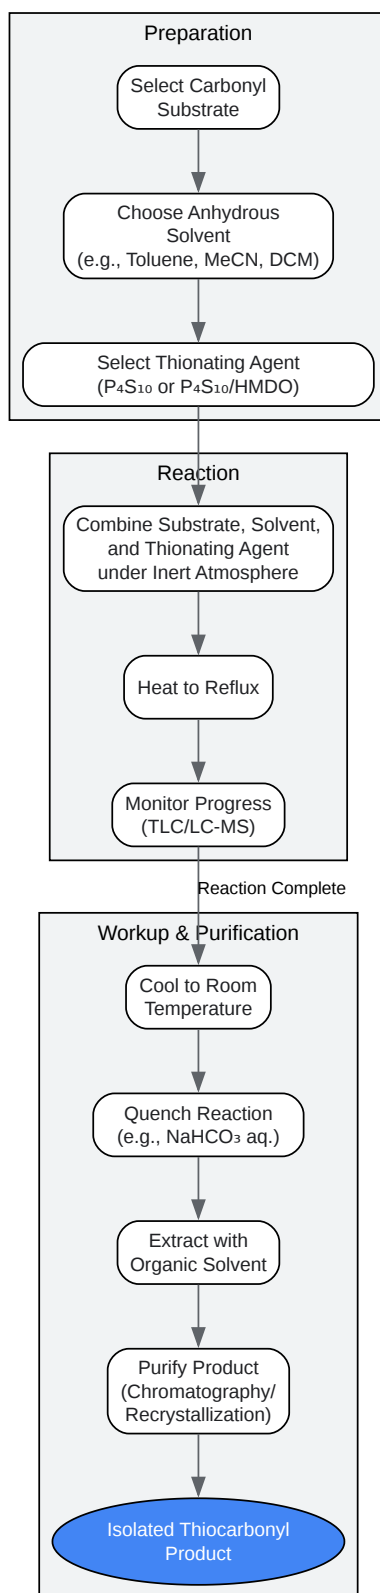 Preparation
Select Carbonyl
Substrate
Choose Anhydrous
Solvent
(e.g., Toluene, MeCN, DCM)
Select Thionating Agent
(P₄S₁₀ or P₄S₁₀/HMDO)
Reaction
Combine Substrate, Solvent,
and Thionating Agent
under Inert Atmosphere
Heat to Reflux
Monitor Progress
(TLC/LC-MS)
Reaction Complete
Workup & Purification
Cool to Room
Temperature
Quench Reaction
(e.g., NaHCO₃ aq.)
Extract with
Organic Solvent
Purify Product
(Chromatography/
Recrystallization)
Isolated Thiocarbonyl
Product